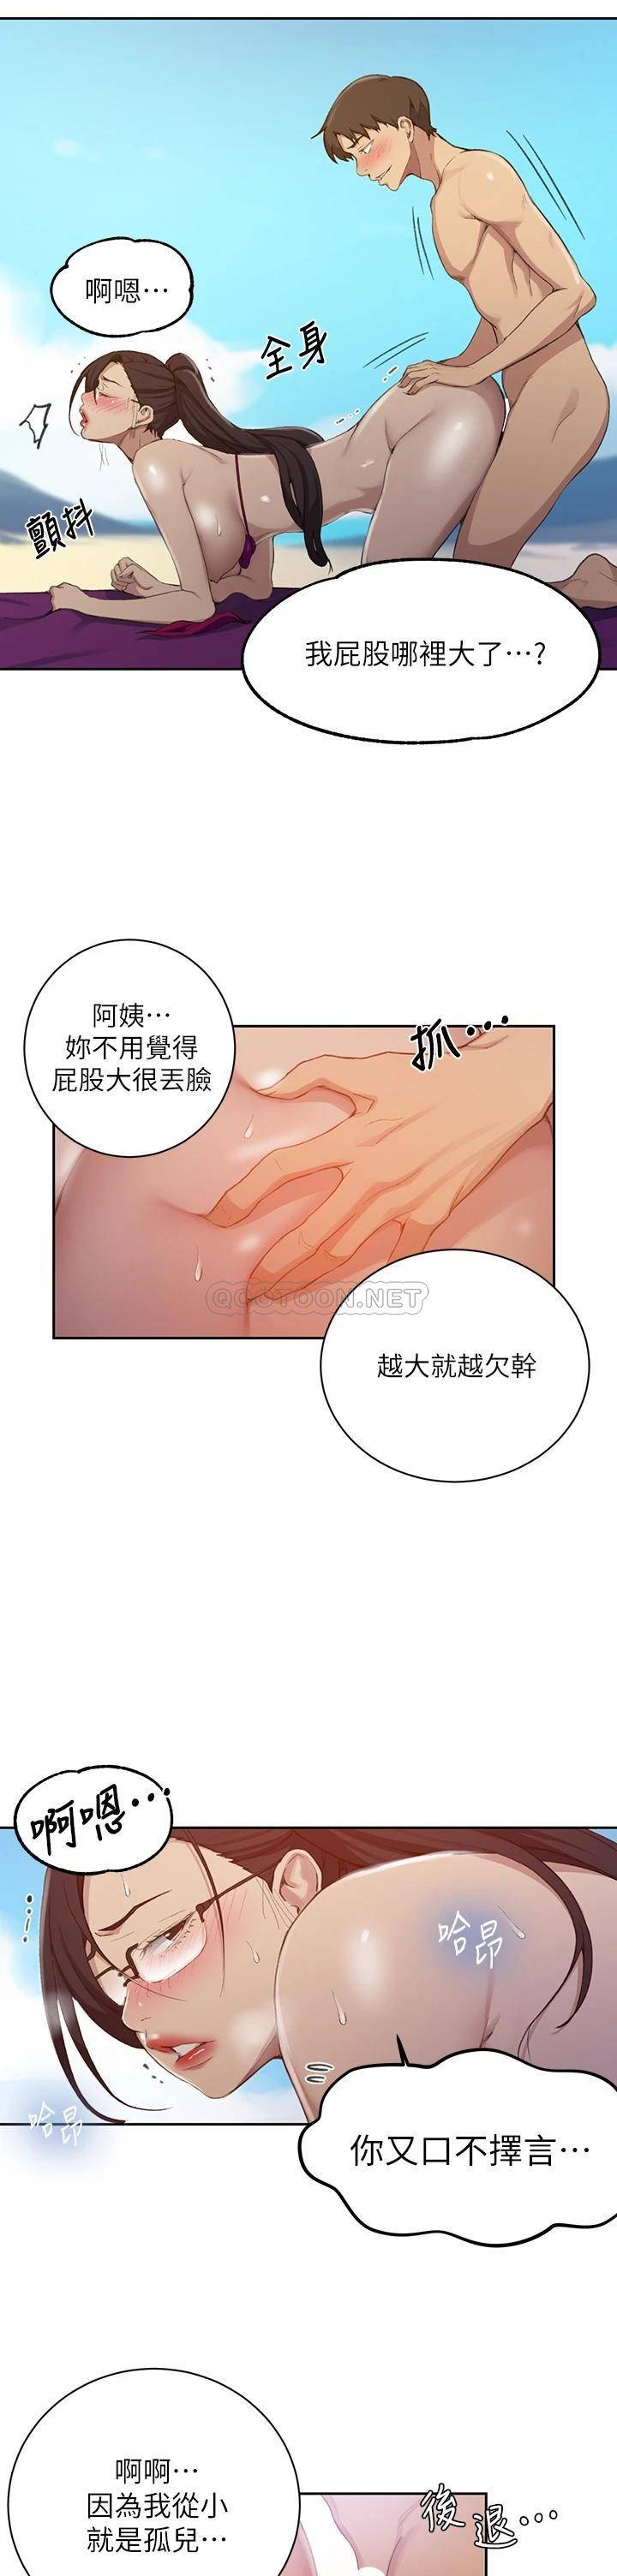 啊嗯…
全身
顫抖
我屁股哪裡大了…?
阿姨…
妳不用覺得
屁股大很丟臉
抓…
TOON.NET
越大就越欠幹
啊嗯…
哈昂
哈昂
你又口不擇言…
啊啊…
因為我從小
就是孤兒…
後退…